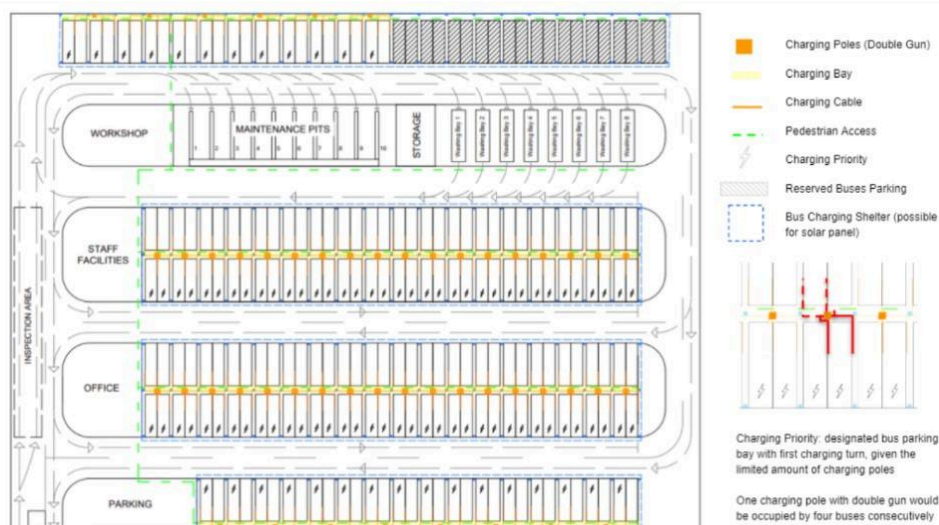 WORKSHOP
MAINTENANCE PITS
1 2 3 4 5 6 7 8 9 10
STORAGE
Washing Bay 1
Washing Bay 2
Washing Bay 3
Washing Bay 4
Washing Bay 5
Washing Bay 6
Washing Bay 7
Washing Bay 8
INSPECTION AREA
STAFF
FACILITIES
OFFICE
PARKING
Charging Poles (Double Gun)
Charging Bay
Charging Cable
Pedestrian Access
Charging Priority
Reserved Buses Parking
Bus Charging Shelter (possible
for solar panel)
Charging Priority: designated bus parking
bay with first charging turn, given the
limited amount of charging poles
One charging pole with double gun would
be occupied by four buses consecutively